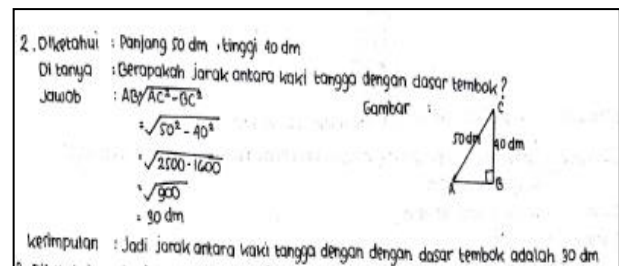 2. Diketahui : Panjang 50 dm, tinggi 40 dm
Di tanya : Berapakah jarak antara kaki tangga dengan dasar tembok?
Jawab : AB √AC² - BC²
Gambar :
= √50² - 40²
= √2500 - 1600
= √900
= 30 dm
C
50 dm
40 dm
A
B
kesimpulan : Jadi jarak antara kaki tangga dengan dengan dasar tembok adalah 30 dm